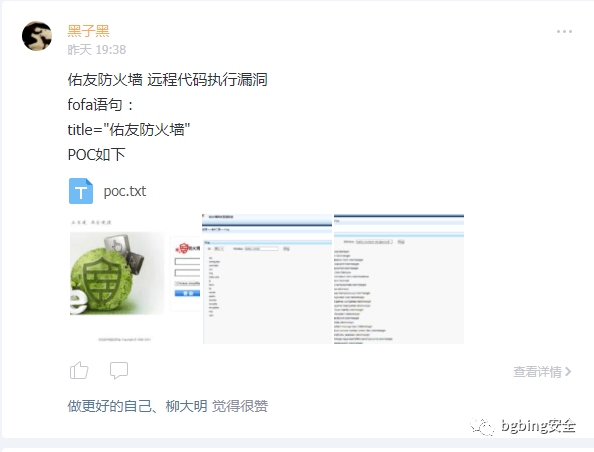 黑子黑
昨天 19:38
佑友防火墙 远程代码执行漏洞
fofa语句：
title="佑友防火墙"
POC如下
poc.txt
查看详情
做更好的自己、柳大明 觉得很赞
bgbing安全